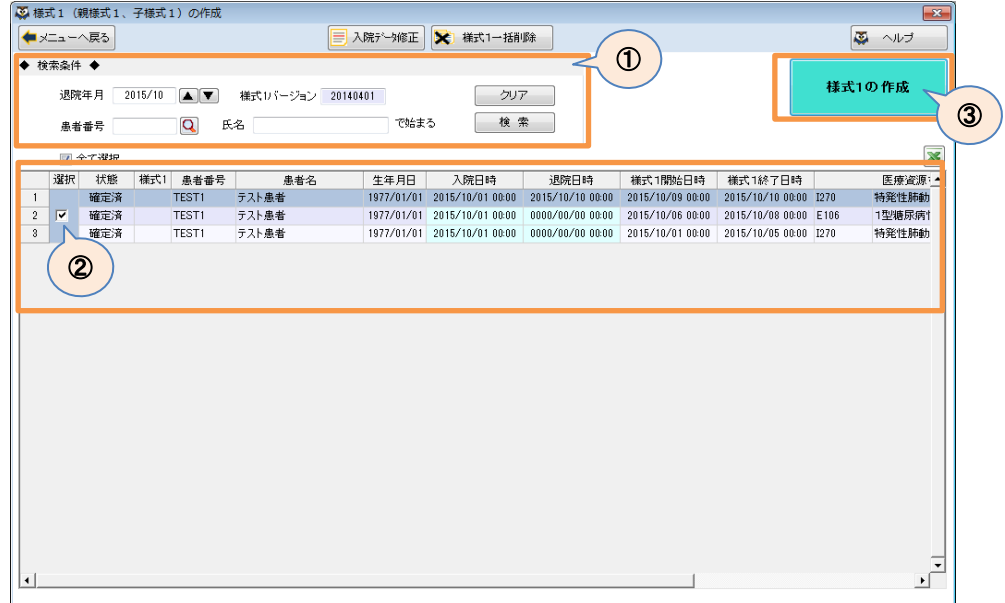 様式1（親様式1、子様式1）の作成
メニューへ戻る 入院データ修正 様式1一括削除 ヘルプ
①
◆ 検索条件 ◆
退院年月 2015/10 様式1バージョン 20140401 クリア
患者番号 氏名 で始まる 検 索
様式1の作成
③
全て選択
選択 状態 様式1 患者番号 患者名 生年月日 入院日時 退院日時 様式1開始日時 様式1終了日時 医療資源
1 確定済 TEST1 テスト患者 1977/01/01 2015/10/01 00:00 2015/10/10 00:00 2015/10/09 00:00 2015/10/10 00:00 I270 特発性肺動
2 確定済 TEST1 テスト患者 1977/01/01 2015/10/01 00:00 0000/00/00 00:00 2015/10/06 00:00 2015/10/08 00:00 E106 1型糖尿病
3 確定済 TEST1 テスト患者 1977/01/01 2015/10/01 00:00 0000/00/00 00:00 2015/10/01 00:00 2015/10/05 00:00 I270 特発性肺動
②